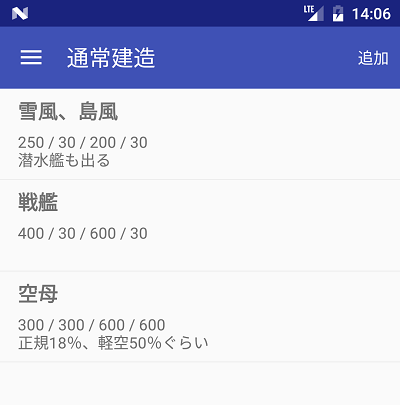 LTE 14:06
通常建造 追加
雪風、島風
250 / 30 / 200 / 30
潜水艦も出る
戦艦
400 / 30 / 600 / 30
空母
300 / 300 / 600 / 600
正規18%、軽空50%ぐらい